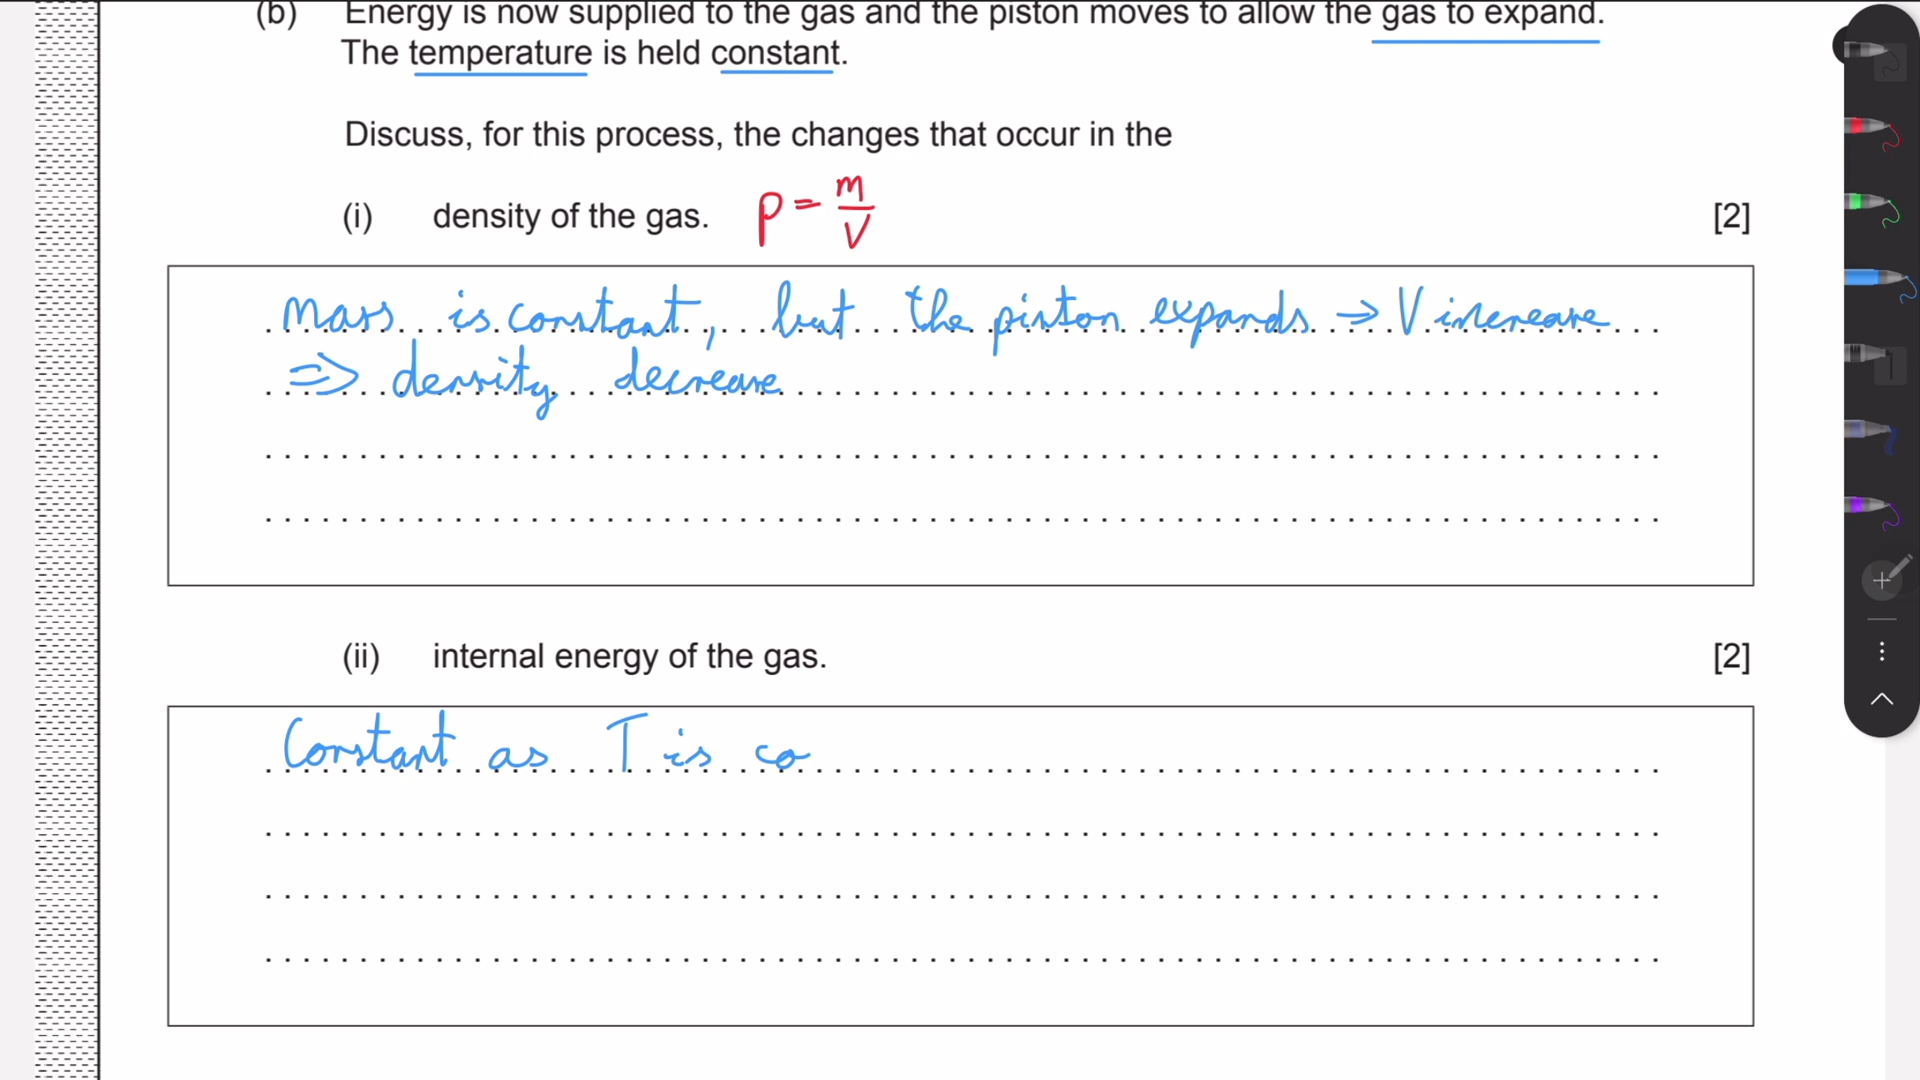 (b) Energy is now supplied to the gas and the piston moves to allow the gas to expand.
The temperature is held constant.
Discuss, for this process, the changes that occur in the
(i) density of the gas. ρ = m/V [2]
Mass is constant, but the piston expands → V increase
⇒ density decrease
(ii) internal energy of the gas. [2]
Constant as T is co